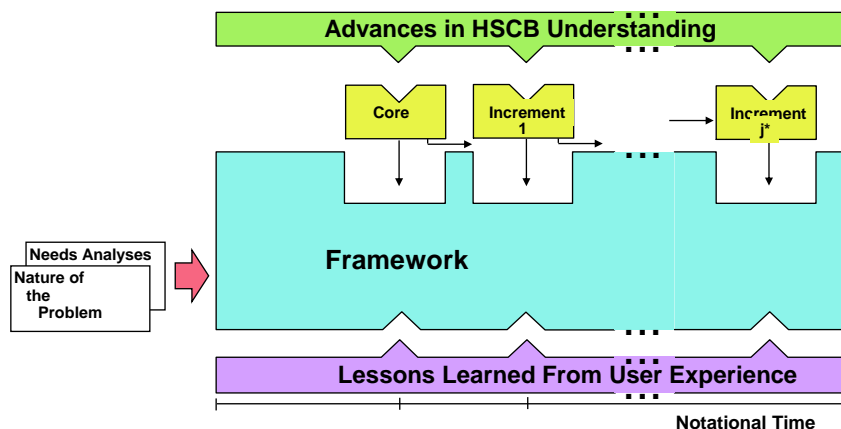 Advances in HSCB Understanding
Core
Increment
1
Increment
j*
Needs Analyses
Nature of
the
Problem
Framework
Lessons Learned From User Experience
Notational Time